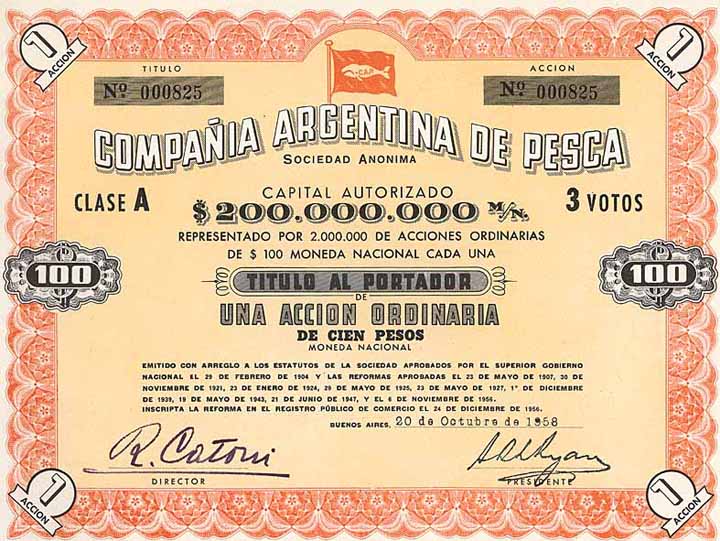 1 ACCION
1 ACCION
TITULO
ACCION
C.A.P.
Nº 000825
Nº 000825
COMPAÑIA ARGENTINA DE PESCA
SOCIEDAD ANONIMA
CLASE A
CAPITAL AUTORIZADO
3 VOTOS
$ 200.000.000 M/N.
REPRESENTADO POR 2.000.000 DE ACCIONES ORDINARIAS
DE $ 100 MONEDA NACIONAL CADA UNA
100
TITULO AL PORTADOR
100
DE
UNA ACCION ORDINARIA
DE CIEN PESOS
MONEDA NACIONAL
EMITIDO CON ARREGLO A LOS ESTATUTOS DE LA SOCIEDAD APROBADOS POR EL SUPERIOR GOBIERNO
NACIONAL EL 29 DE FEBRERO DE 1904 Y LAS REFORMAS APROBADAS EL 23 DE MAYO DE 1907, 30 DE
NOVIEMBRE DE 1921, 23 DE ENERO DE 1924, 29 DE MAYO DE 1925, 23 DE MAYO DE 1927, 1º DE DICIEMBRE
DE 1939, 19 DE MAYO DE 1943, 21 DE JUNIO DE 1947, Y EL 6 DE NOVIEMBRE DE 1956.
INSCRIPTA LA REFORMA EN EL REGISTRO PÚBLICO DE COMERCIO EL 24 DE DICIEMBRE DE 1956.
BUENOS AIRES, 20 de Octubre de 1958
R. Catoni
DIRECTOR
PRESIDENTE
1 ACCION
1 ACCION